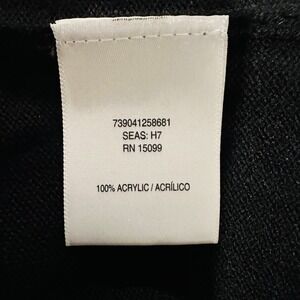 739041258681
SEAS: H7
RN 15099
100% ACRYLIC / ACRÍLICO